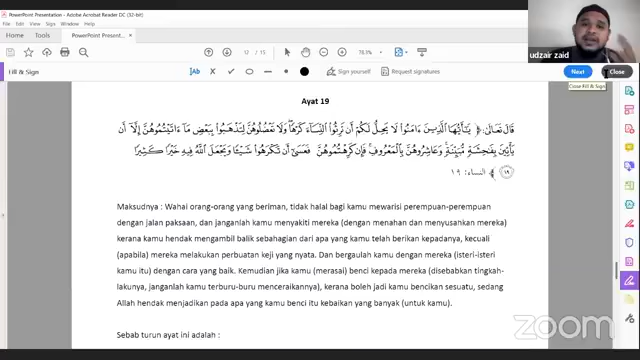 PowerPoint Presentation - Adobe Acrobat Reader DC (32-bit)
File Edit View Sign Window Help
Home Tools PowerPoint Present... ×
12 / 15 78.3%
Fill & Sign
Ab Sign yourself Request signatures
Next Close
Close Fill & Sign
udzair zaid
Ayat 19
قَالَ تَعَالَى: ﴿ يَٰٓأَيُّهَا ٱلَّذِينَ ءَامَنُواْ لَا يَحِلُّ لَكُمۡ أَن تَرِثُواْ ٱلنِّسَآءَ كَرۡهٗاۖ وَلَا تَعۡضُلُوهُنَّ لِتَذۡهَبُواْ بِبَعۡضِ مَآ ءَاتَيۡتُمُوهُنَّ إِلَّآ أَن
يَأۡتِينَ بِفَٰحِشَةٖ مُّبَيِّنَةٖۚ وَعَاشِرُوهُنَّ بِٱلۡمَعۡرُوفِۚ فَإِن كَرِهۡتُمُوهُنَّ فَعَسَىٰٓ أَن تَكۡرَهُواْ شَيۡـٔٗا وَيَجۡعَلَ ٱللَّهُ فِيهِ خَيۡرٗا كَثِيرٗا
١٩ ﴾ النساء: ١٩
Maksudnya : Wahai orang-orang yang beriman, tidak halal bagi kamu mewarisi perempuan-perempuan
dengan jalan paksaan, dan janganlah kamu menyakiti mereka (dengan menahan dan menyusahkan mereka)
kerana kamu hendak mengambil balik sebahagian dari apa yang kamu telah berikan kepadanya, kecuali
(apabila) mereka melakukan perbuatan keji yang nyata. Dan bergaulah kamu dengan mereka (isteri-isteri
kamu itu) dengan cara yang baik. Kemudian jika kamu (merasai) benci kepada mereka (disebabkan tingkah-
lakunya, janganlah kamu terburu-buru menceraikannya), kerana boleh jadi kamu bencikan sesuatu, sedang
Allah hendak menjadikan pada apa yang kamu benci itu kebaikan yang banyak (untuk kamu).
Sebab turun ayat ini adalah :
zoom